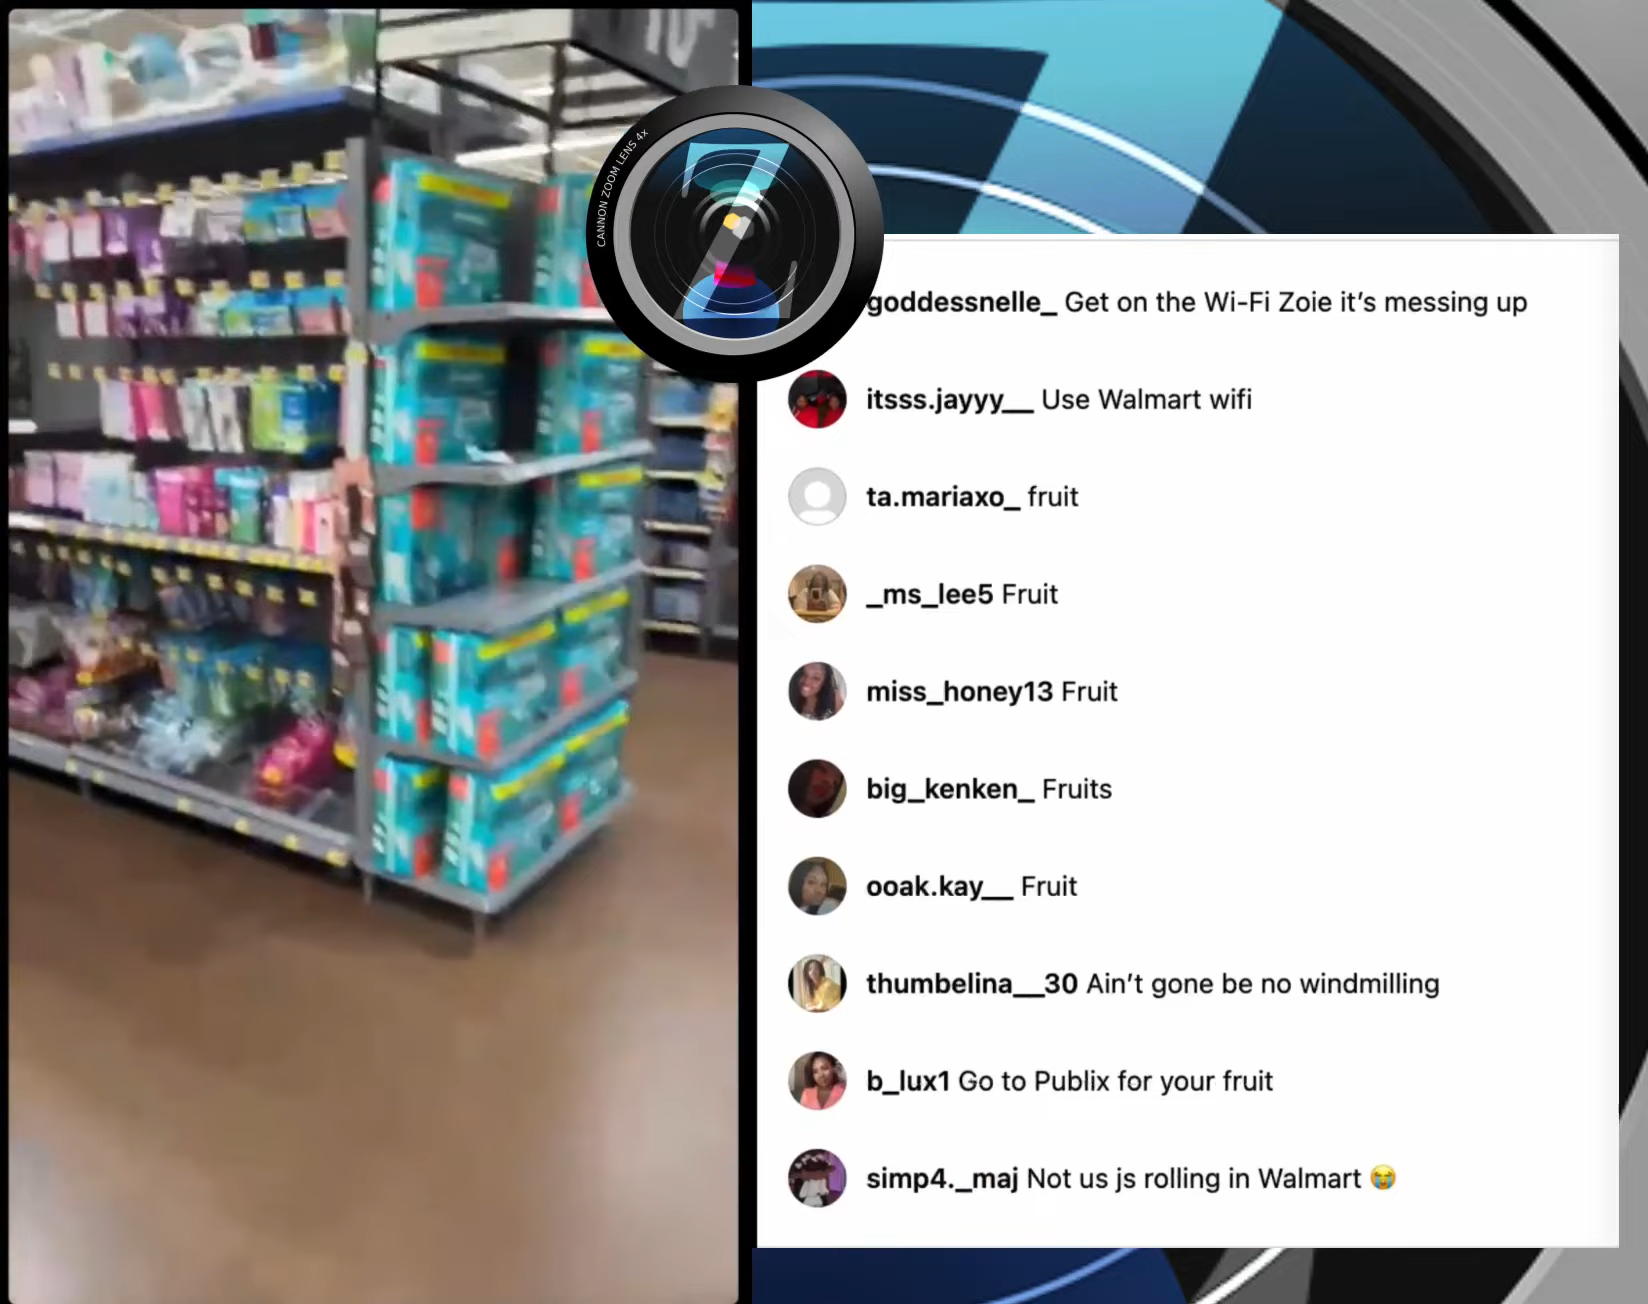 10
CANNON ZOOM LENS 4x
goddessnelle_ Get on the Wi-Fi Zoie it’s messing up
itsss.jayyy__ Use Walmart wifi
ta.mariaxo_ fruit
_ms_lee5 Fruit
miss_honey13 Fruit
big_kenken_ Fruits
ooak.kay__ Fruit
thumbelina__30 Ain’t gone be no windmilling
b_lux1 Go to Publix for your fruit
simp4._maj Not us js rolling in Walmart 😭